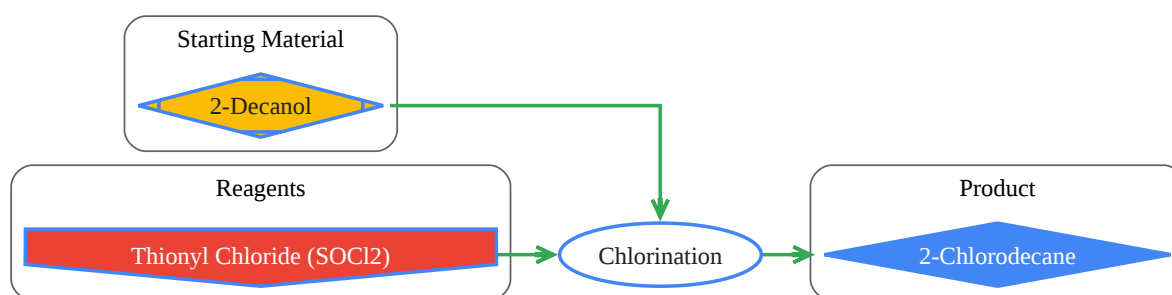 Starting Material
2-Decanol
Reagents
Thionyl Chloride (SOCl2)
Chlorination
Product
2-Chlorodecane